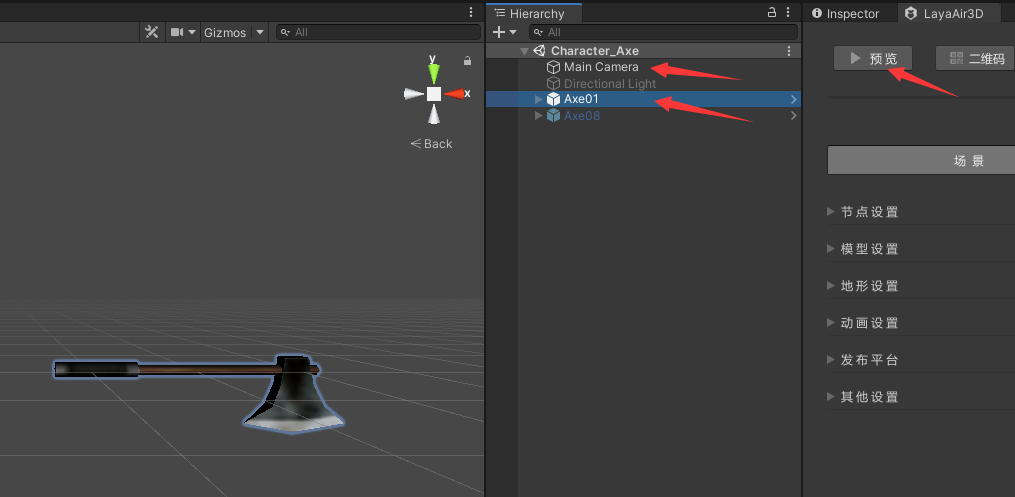 Hierarchy
Inspector
LayaAir3D
Gizmos
All
All
Character_Axe
Main Camera
Directional Light
Axe01
Axe08
y
x
Back
预览
二维码
场景
节点设置
模型设置
地形设置
动画设置
发布平台
其他设置